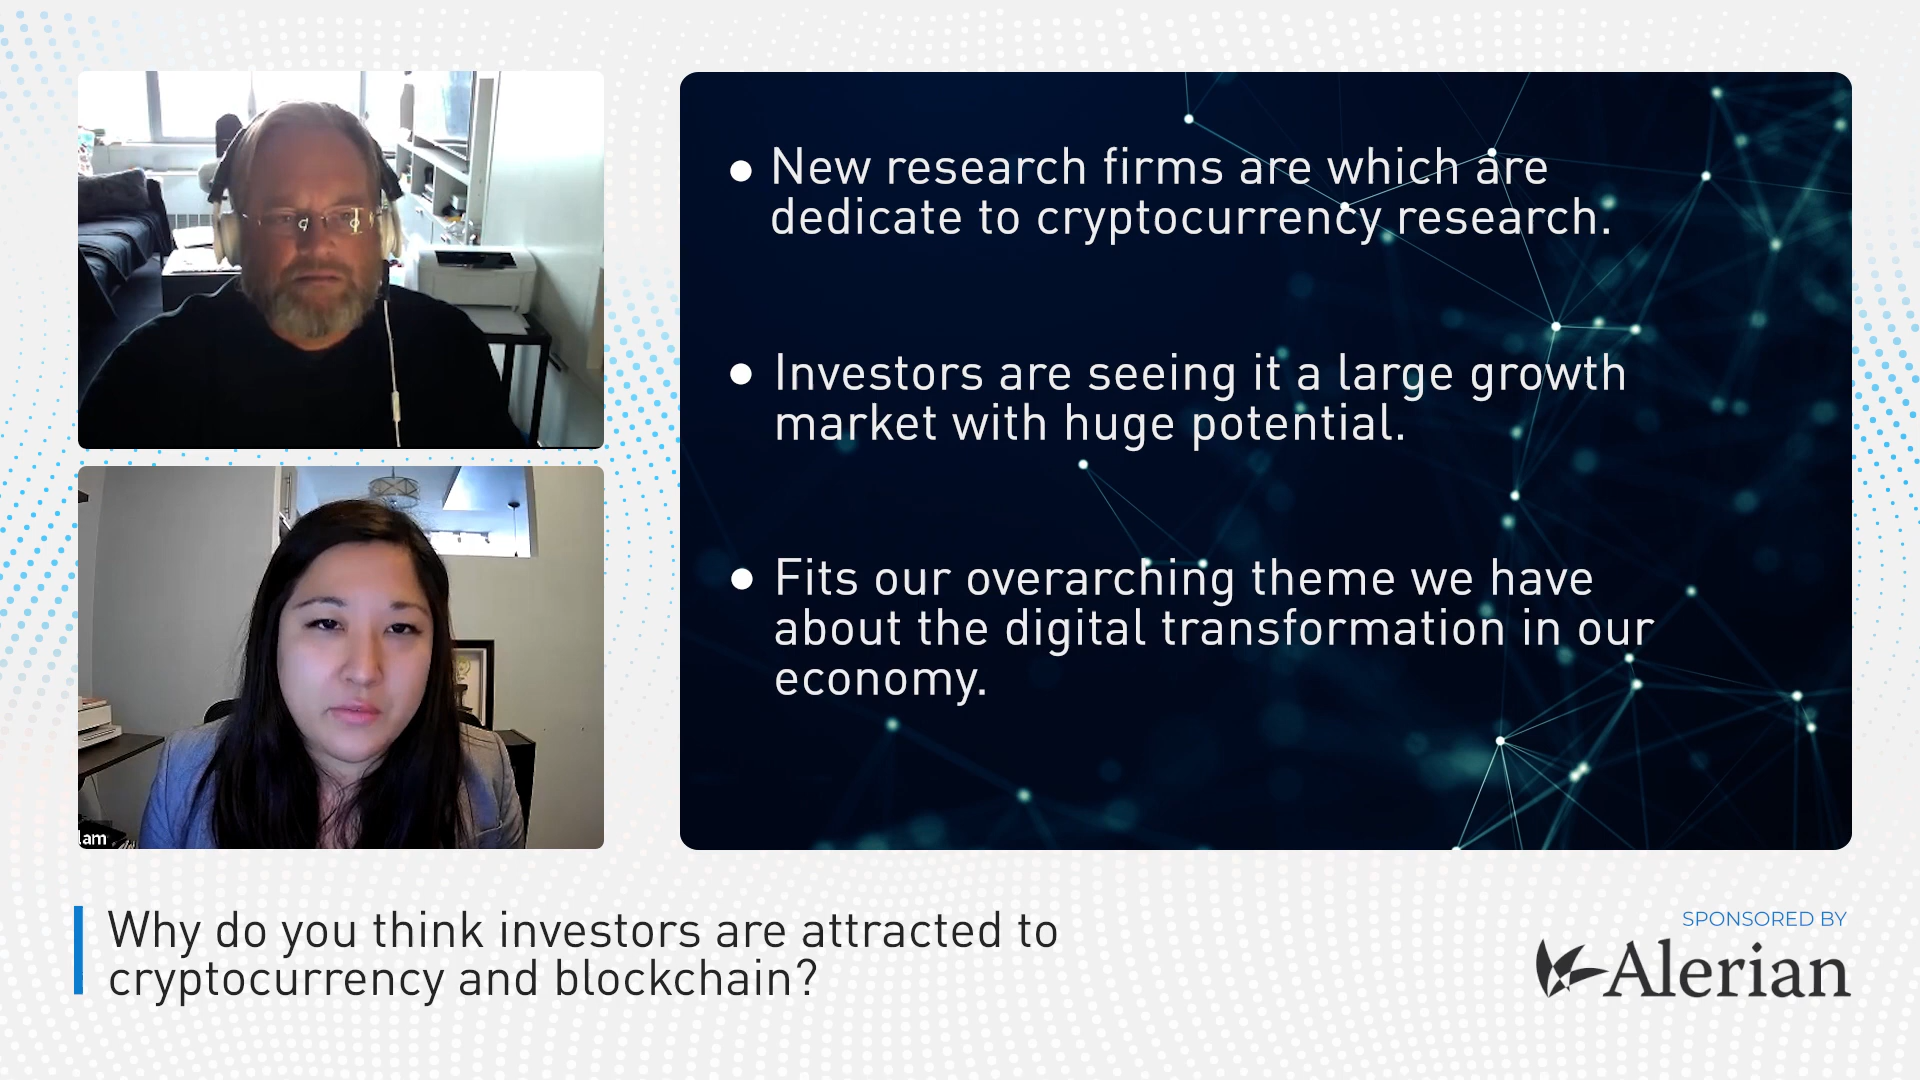 ● New research firms are which are
dedicate to cryptocurrency research.
● Investors are seeing it a large growth
market with huge potential.
● Fits our overarching theme we have
about the digital transformation in our
economy.
lam
Why do you think investors are attracted to
cryptocurrency and blockchain?
SPONSORED BY
Alerian